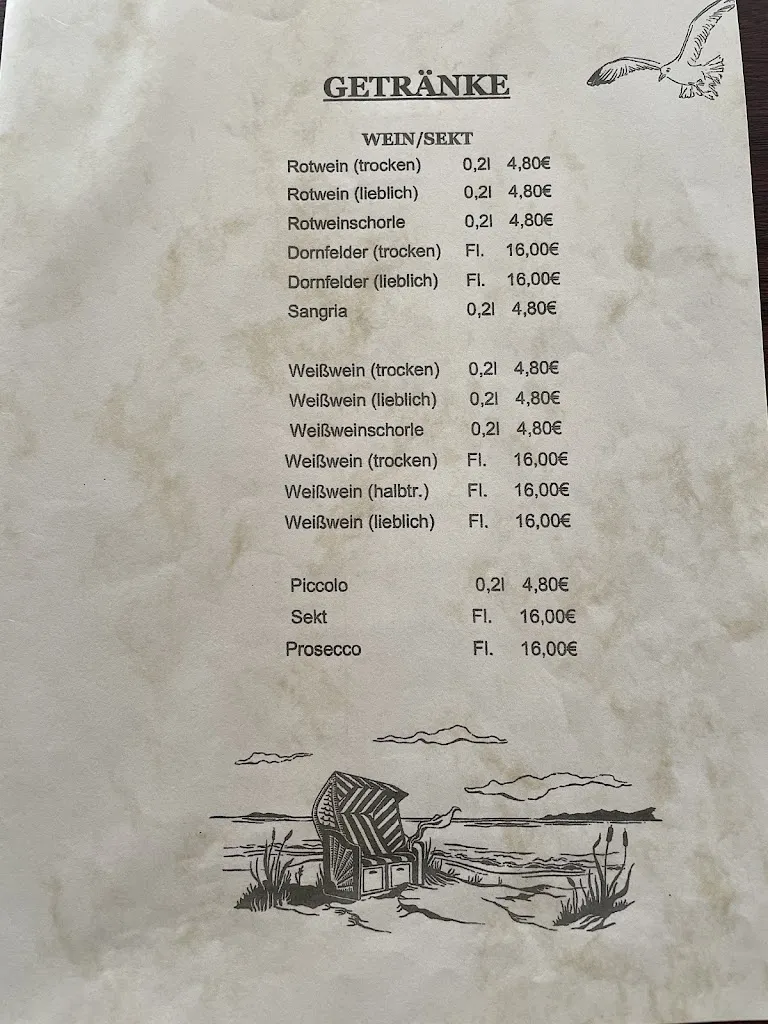 GETRÄNKE
WEIN/SEKT
Rotwein (trocken) 0,2l 4,80€
Rotwein (lieblich) 0,2l 4,80€
Rotweinschorle 0,2l 4,80€
Dornfelder (trocken) Fl. 16,00€
Dornfelder (lieblich) Fl. 16,00€
Sangria 0,2l 4,80€
Weißwein (trocken) 0,2l 4,80€
Weißwein (lieblich) 0,2l 4,80€
Weißweinschorle 0,2l 4,80€
Weißwein (trocken) Fl. 16,00€
Weißwein (halbtr.) Fl. 16,00€
Weißwein (lieblich) Fl. 16,00€
Piccolo 0,2l 4,80€
Sekt Fl. 16,00€
Prosecco Fl. 16,00€